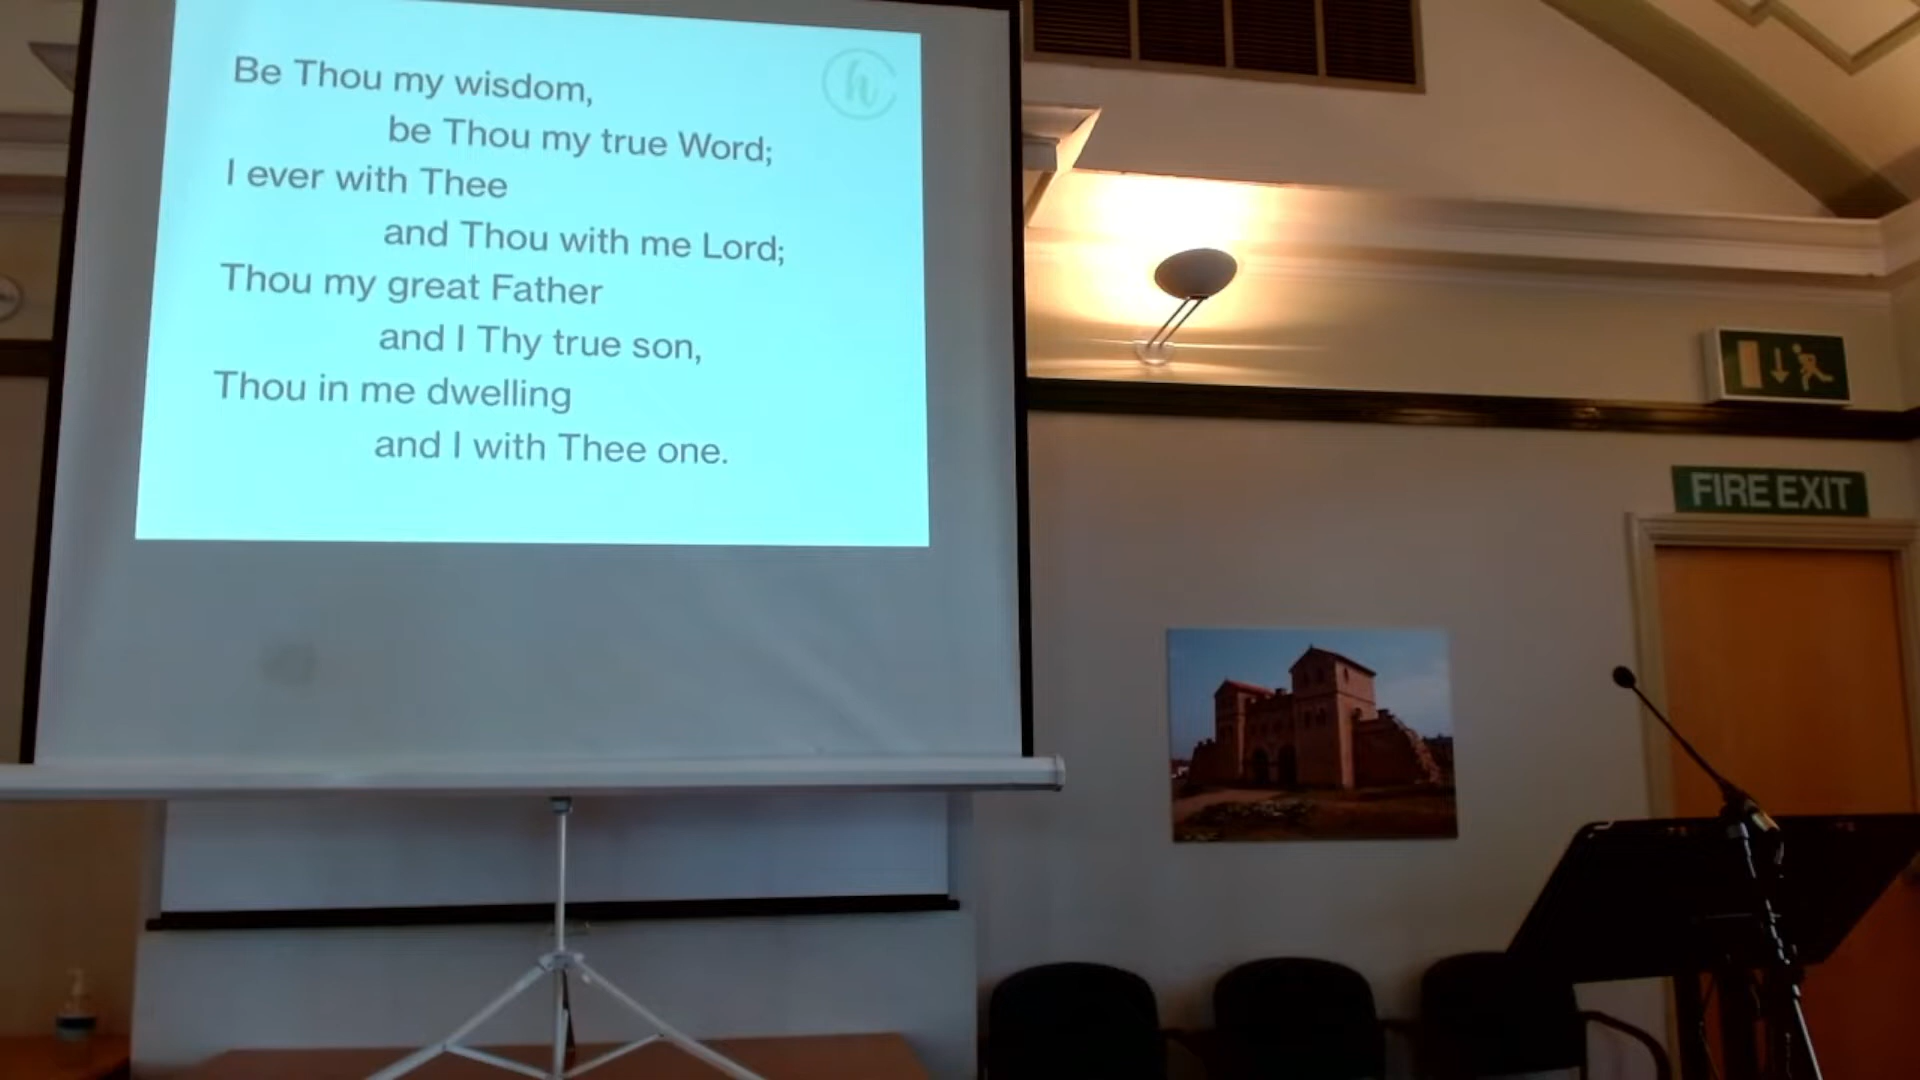 Be Thou my wisdom,
be Thou my true Word;
I ever with Thee
and Thou with me Lord;
Thou my great Father
and I Thy true son,
Thou in me dwelling
and I with Thee one.
h
FIRE EXIT